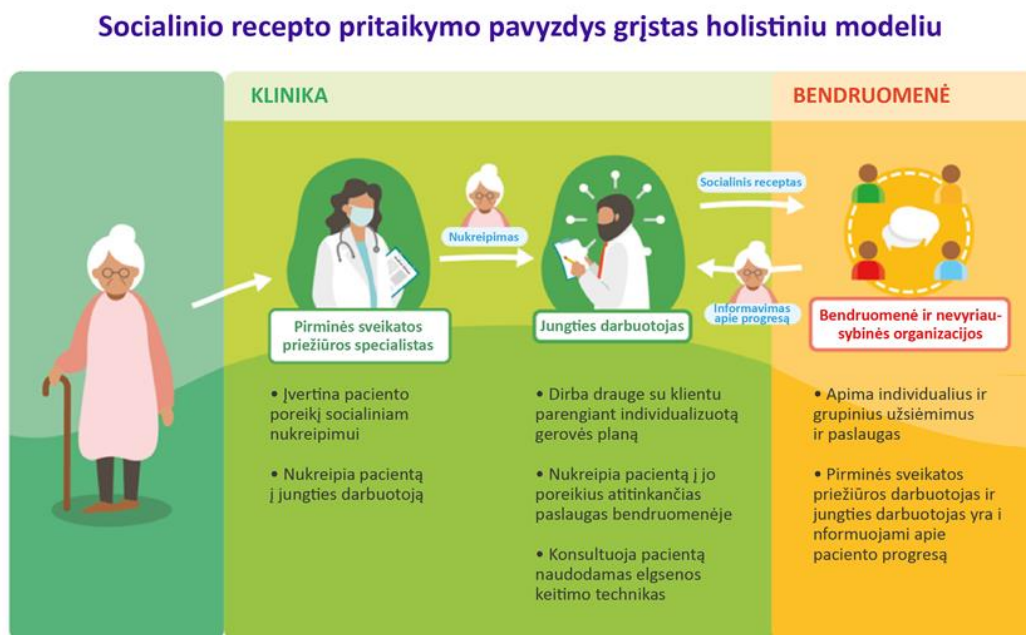 Socialinio recepto pritaikymo pavyzdys grįstas holistiniu modeliu
KLINIKA
BENDRUOMENĖ
Nukreipimas
Socialinis receptas
Informavimas
apie progresą
Pirminės sveikatos
priežiūros specialistas
Jungties darbuotojas
Bendruomenė ir nevyriau-
sybinės organizacijos
• Įvertina paciento
poreikį socialiniam
nukreipimui
• Nukreipia pacientą
į jungties darbuotoją
• Dirba drauge su klientu
parengiant individualizuotą
gerovės planą
• Nukreipia pacientą į jo
poreikius atitinkančias
paslaugas bendruomenėje
• Konsultuoja pacientą
naudodamas elgsenos
keitimo technikas
• Apima individualius ir
grupinius užsiėmimus
ir paslaugas
• Pirminės sveikatos
priežiūros darbuotojas ir
jungties darbuotojas yra i
nformuojami apie
paciento progresą